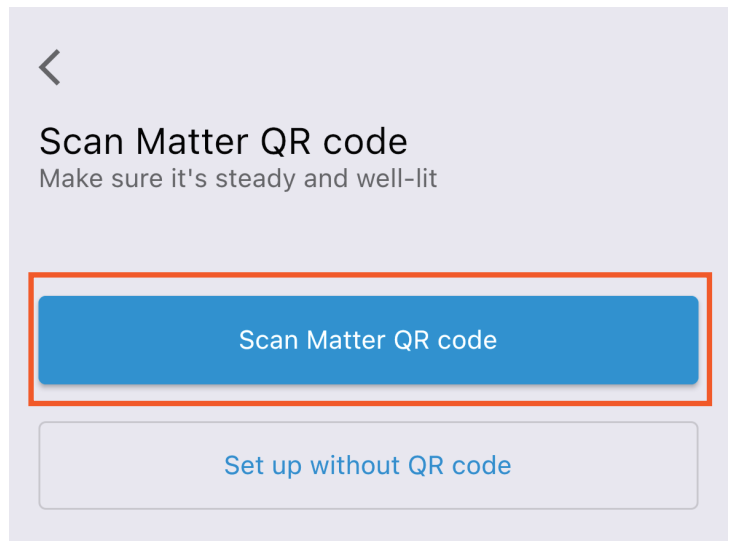 Scan Matter QR code
Make sure it's steady and well-lit
Scan Matter QR code
Set up without QR code